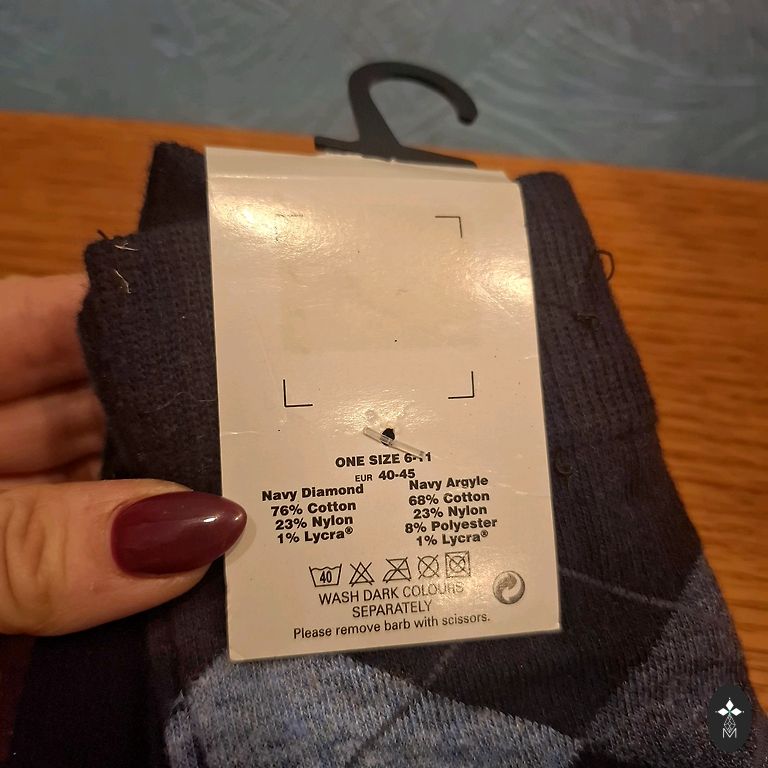 ONE SIZE 6-11
EUR 40-45
Navy Diamond
76% Cotton
23% Nylon
1% Lycra®
Navy Argyle
68% Cotton
23% Nylon
8% Polyester
1% Lycra®
40
WASH DARK COLOURS
SEPARATELY
Please remove barb with scissors.
M